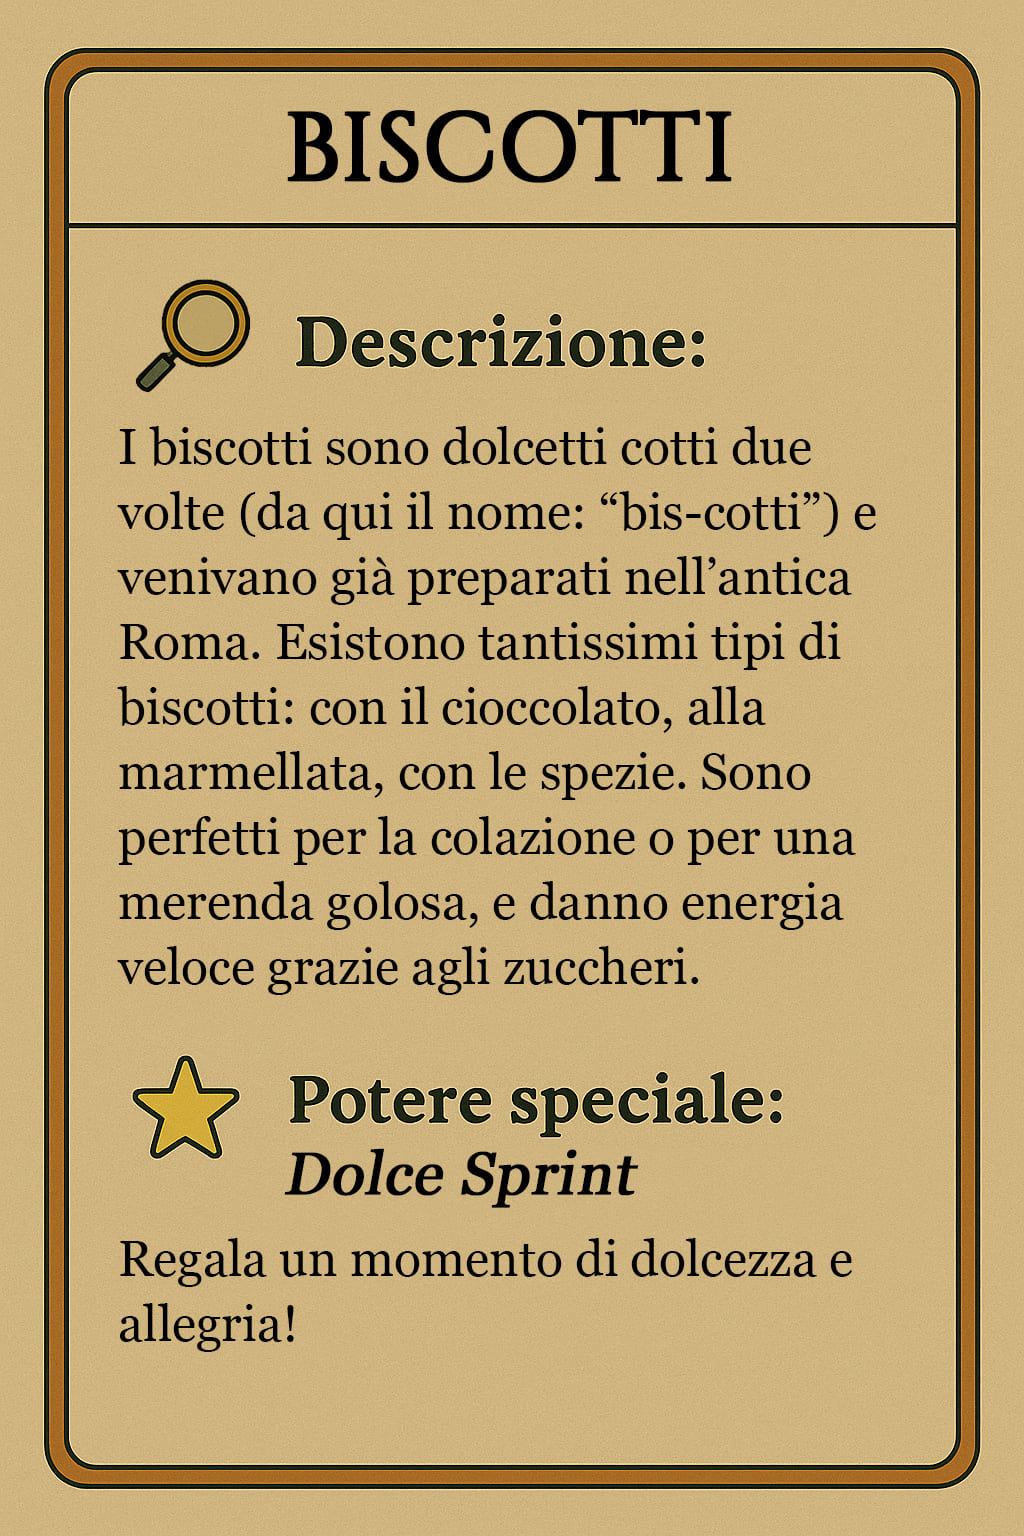 BISCOTTI
Descrizione:
I biscotti sono dolcetti cotti due
volte (da qui il nome: “bis-cotti”) e
venivano già preparati nell’antica
Roma. Esistono tantissimi tipi di
biscotti: con il cioccolato, alla
marmellata, con le spezie. Sono
perfetti per la colazione o per una
merenda golosa, e danno energia
veloce grazie agli zuccheri.
Potere speciale:
Dolce Sprint
Regala un momento di dolcezza e
allegria!